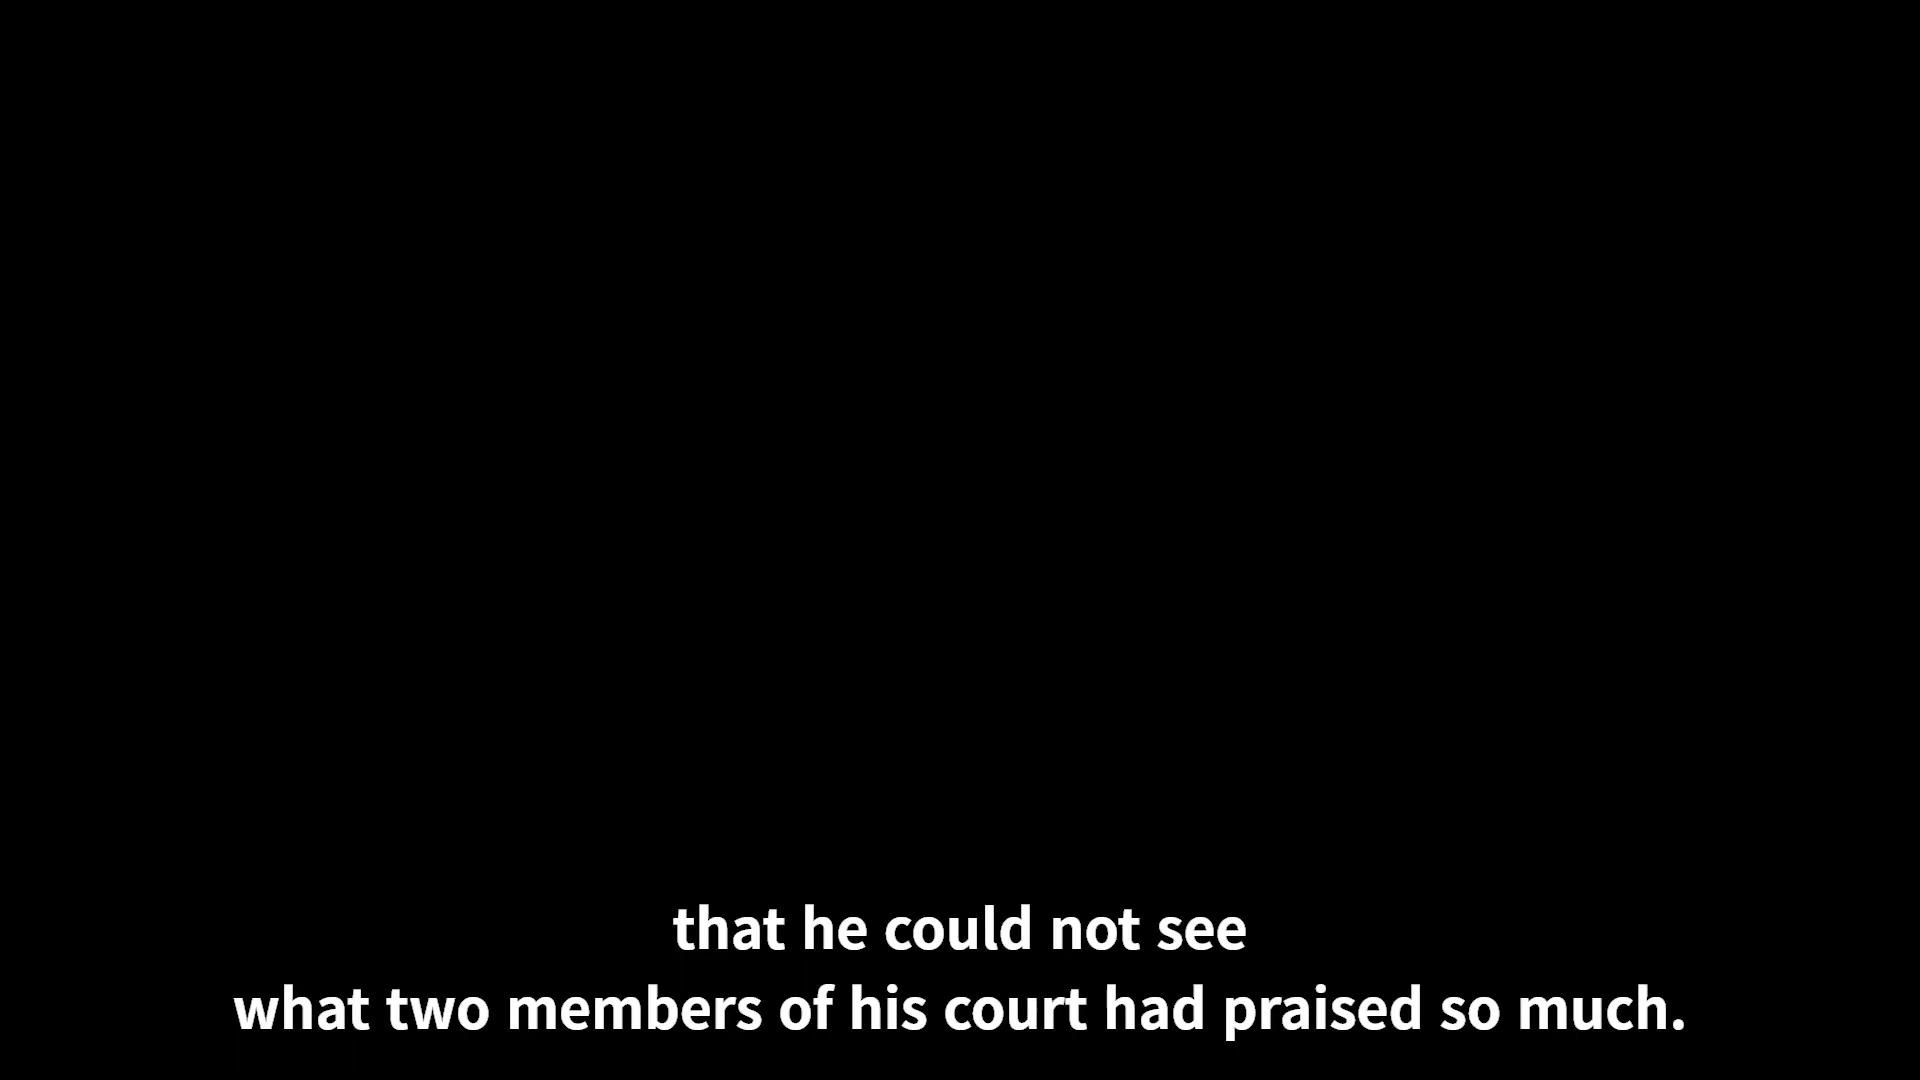 that he could not see
what two members of his court had praised so much.